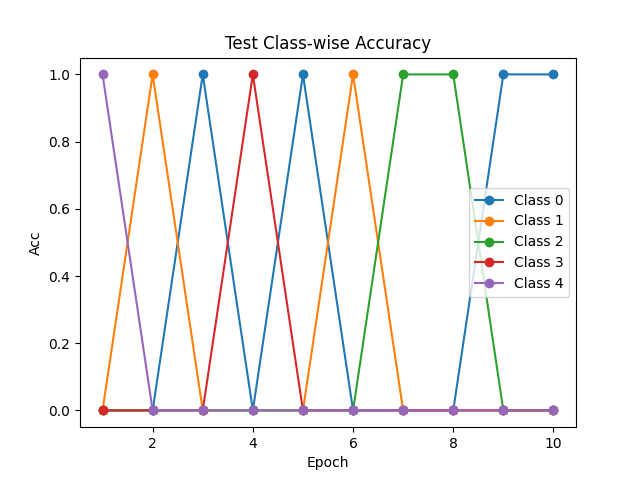 Test Class-wise Accuracy
Acc
1.0
0.8
0.6
0.4
0.2
0.0
Class 0
Class 1
Class 2
Class 3
Class 4
2 4 6 8 10
Epoch